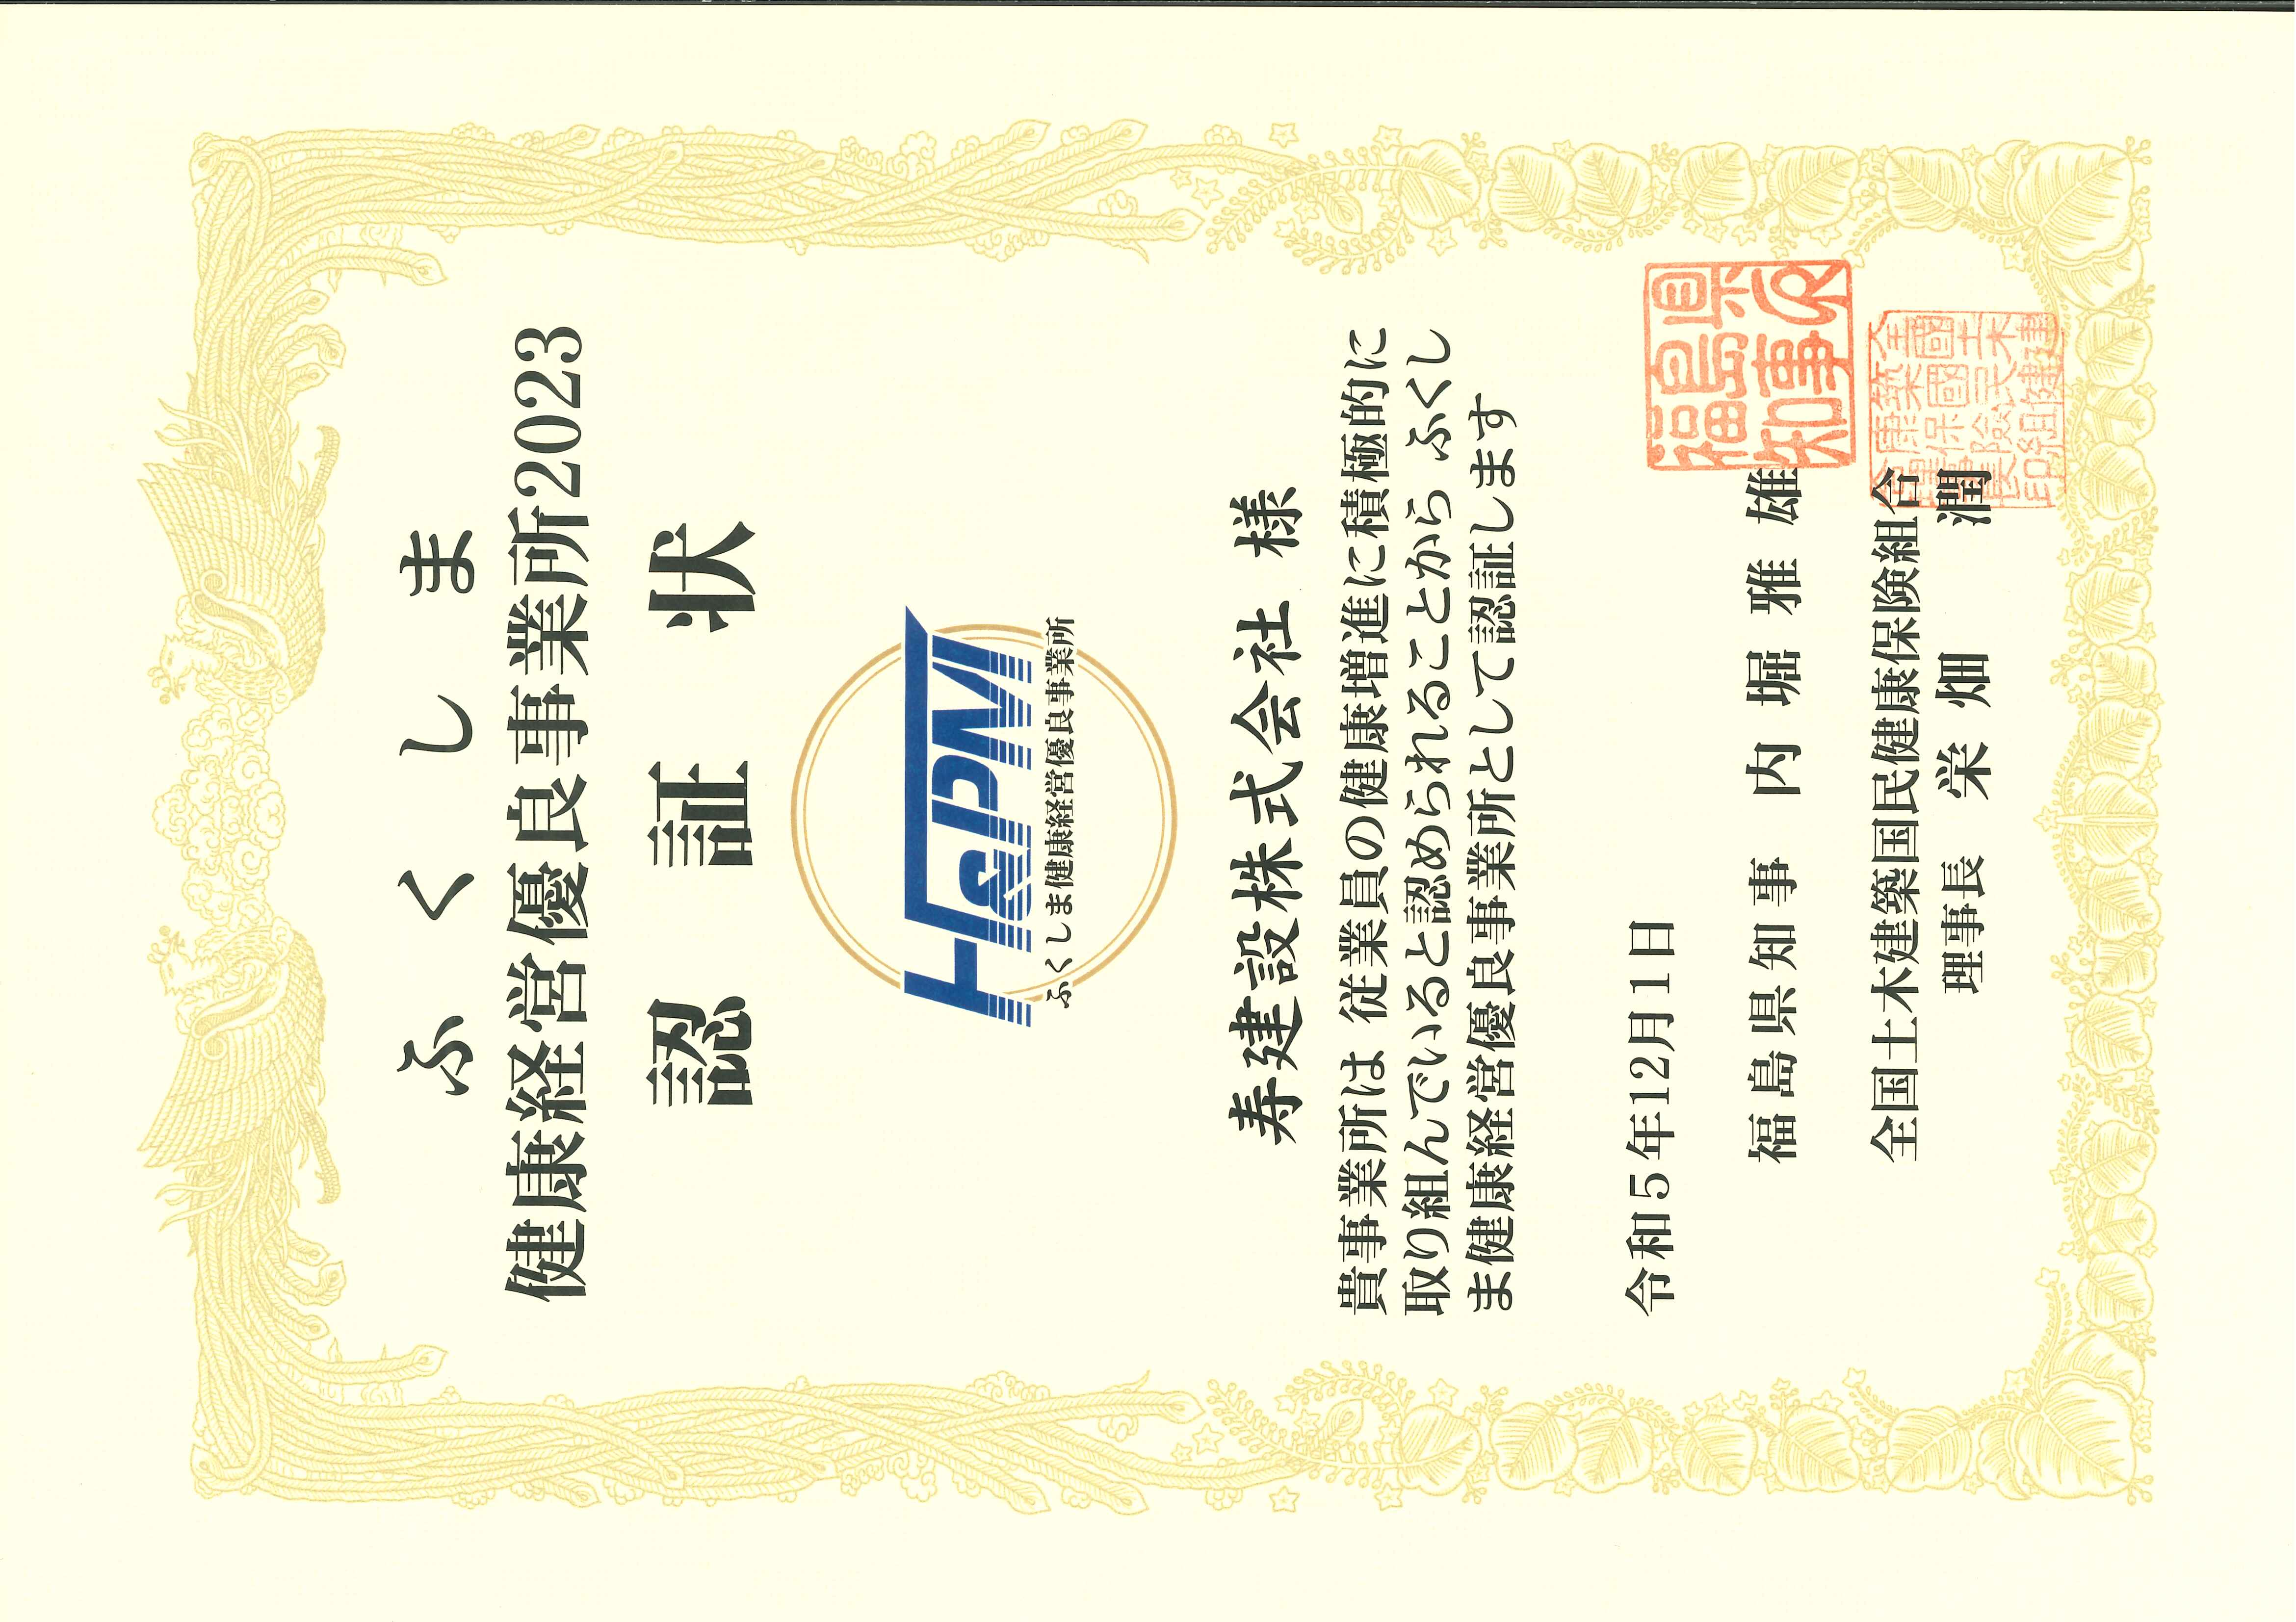 ふくしま
健康経営優良事業所2023
認証状
H&PM
ふくしま健康経営優良事業所
寿建設株式会社 様
貴事業所は 従業員の健康増進に積極的に
取り組んでいると認められることから ふくし
ま健康経営優良事業所として認証します
令和5年12月1日
福島県知事 内堀雅雄
福島県知事印
全国土木建築国民健康保険組合
理事長 栄畑 潤